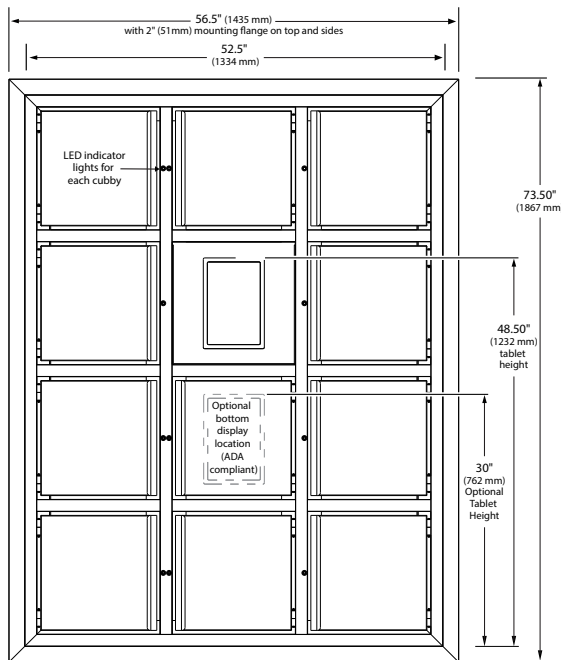 56.5" (1435 mm)
with 2" (51mm) mounting flange on top and sides
52.5"
(1334 mm)
LED indicator
lights for
each cubby
73.50"
(1867 mm
48.50"
(1232 mm)
tablet
height
Optional
bottom
display
location
(ADA
compliant)
30"
(762 mm)
Optional
Tablet
Height